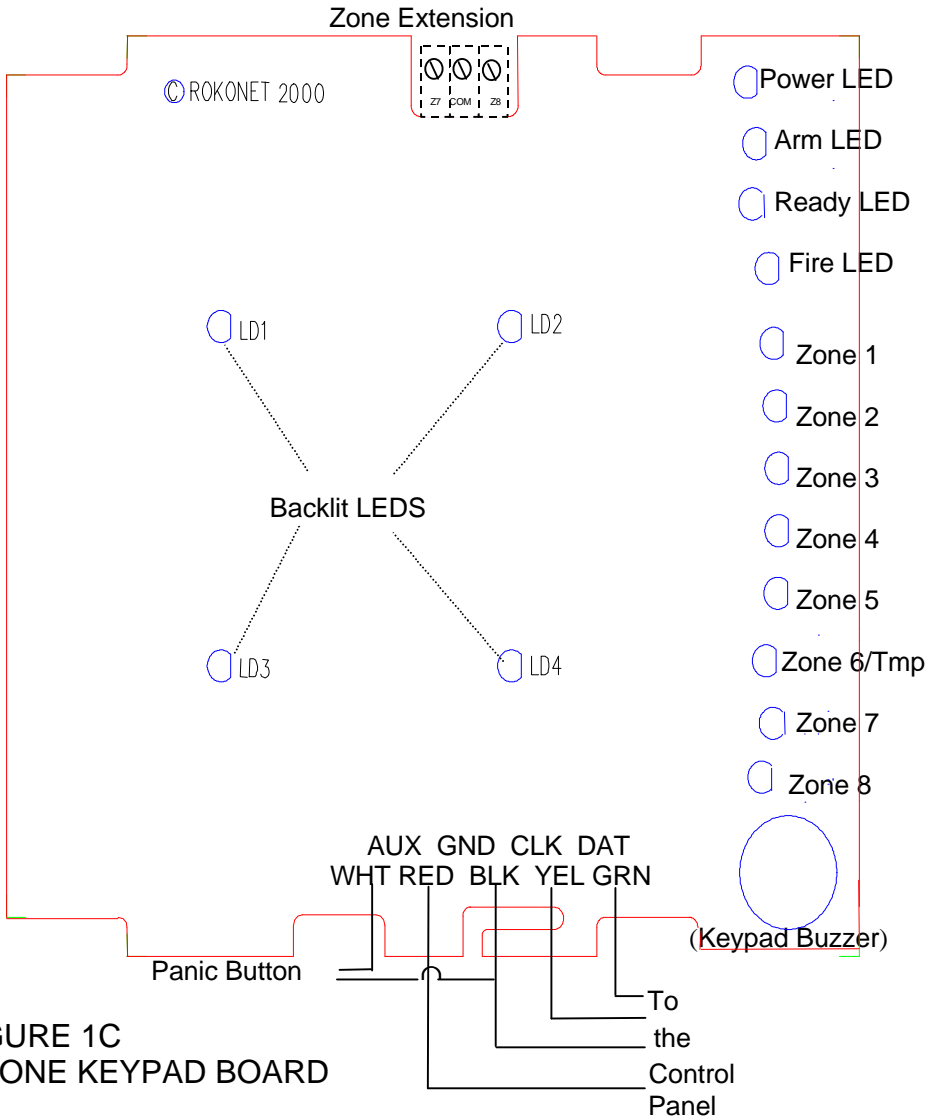 Zone Extension
Z7 COM Z8
© ROKONET 2000
Power LED
Arm LED
Ready LED
Fire LED
LD1
LD2
Zone 1
Zone 2
Zone 3
Backlit LEDS
Zone 4
Zone 5
LD3
LD4
Zone 6/Tmp
Zone 7
Zone 8
AUX GND CLK DAT
WHT RED BLK YEL GRN
(Keypad Buzzer)
Panic Button
To
the
Control
Panel
GURE 1C
ONE KEYPAD BOARD